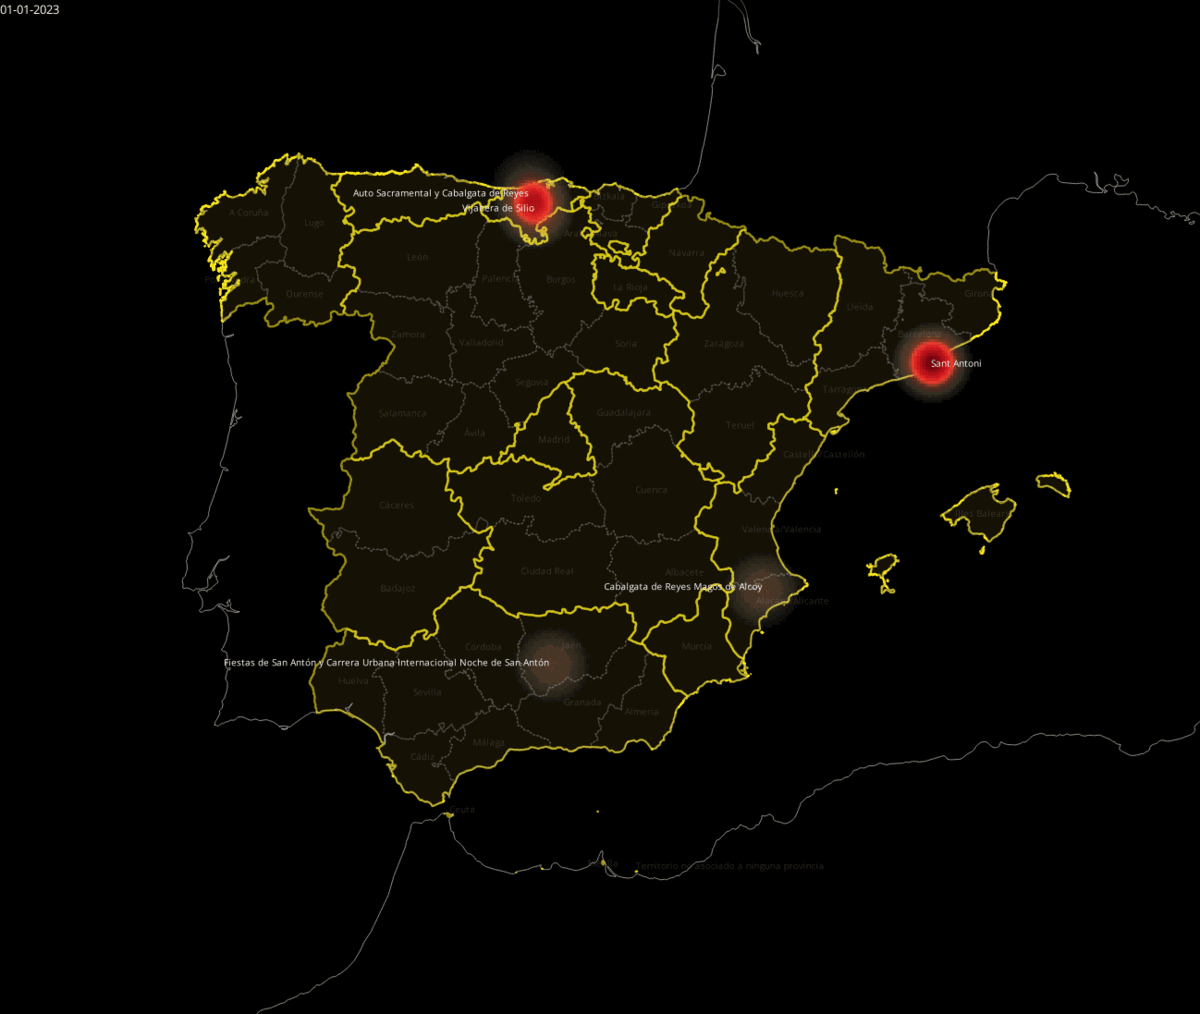 01-01-2023
Auto Sacramental y Cabalgata de Reyes
Vijanera de Silio
A Coruña
Lugo
Navarra
León
Palencia
Burgos
La Rioja
Ourense
Huesca
Lleida
Girona
Zamora
Valladolid
Soria
Zaragoza
Barcelona
Sant Antoni
Segovia
Tarragona
Salamanca
Guadalajara
Ávila
Madrid
Teruel
Castelló/Castellón
Cáceres
Toledo
Cuenca
Illes Balears
València/Valencia
Ciudad Real
Albacete
Badajoz
Cabalgata de Reyes Magos de Alcoy
Alacant/Alicante
Córdoba
Jaén
Murcia
Fiestas de San Antón y Carrera Urbana Internacional Noche de San Antón
Huelva
Sevilla
Granada
Almería
Málaga
Cádiz
Ceuta
Territorio no asociado a ninguna provincia